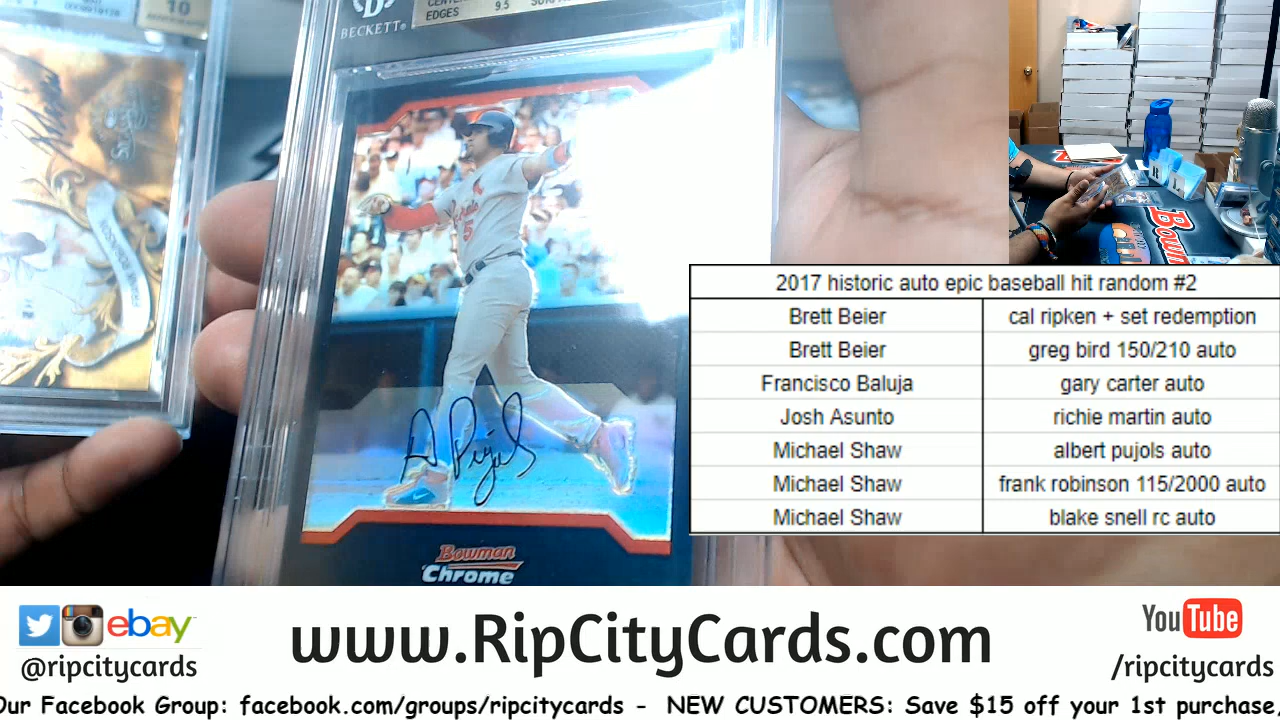 10
EDGES 9.5
BECKETT
Cardinals
5
A Pujols
Bowman
Chrome
2017 historic auto epic baseball hit random #2
Brett Beier cal ripken + set redemption
Brett Beier greg bird 150/210 auto
Francisco Baluja gary carter auto
Josh Asunto richie martin auto
Michael Shaw albert pujols auto
Michael Shaw frank robinson 115/2000 auto
Michael Shaw blake snell rc auto
ebay
@ripcitycards
www.RipCityCards.com
YouTube
/ripcitycards
Our Facebook Group: facebook.com/groups/ripcitycards - NEW CUSTOMERS: Save $15 off your 1st purchase,